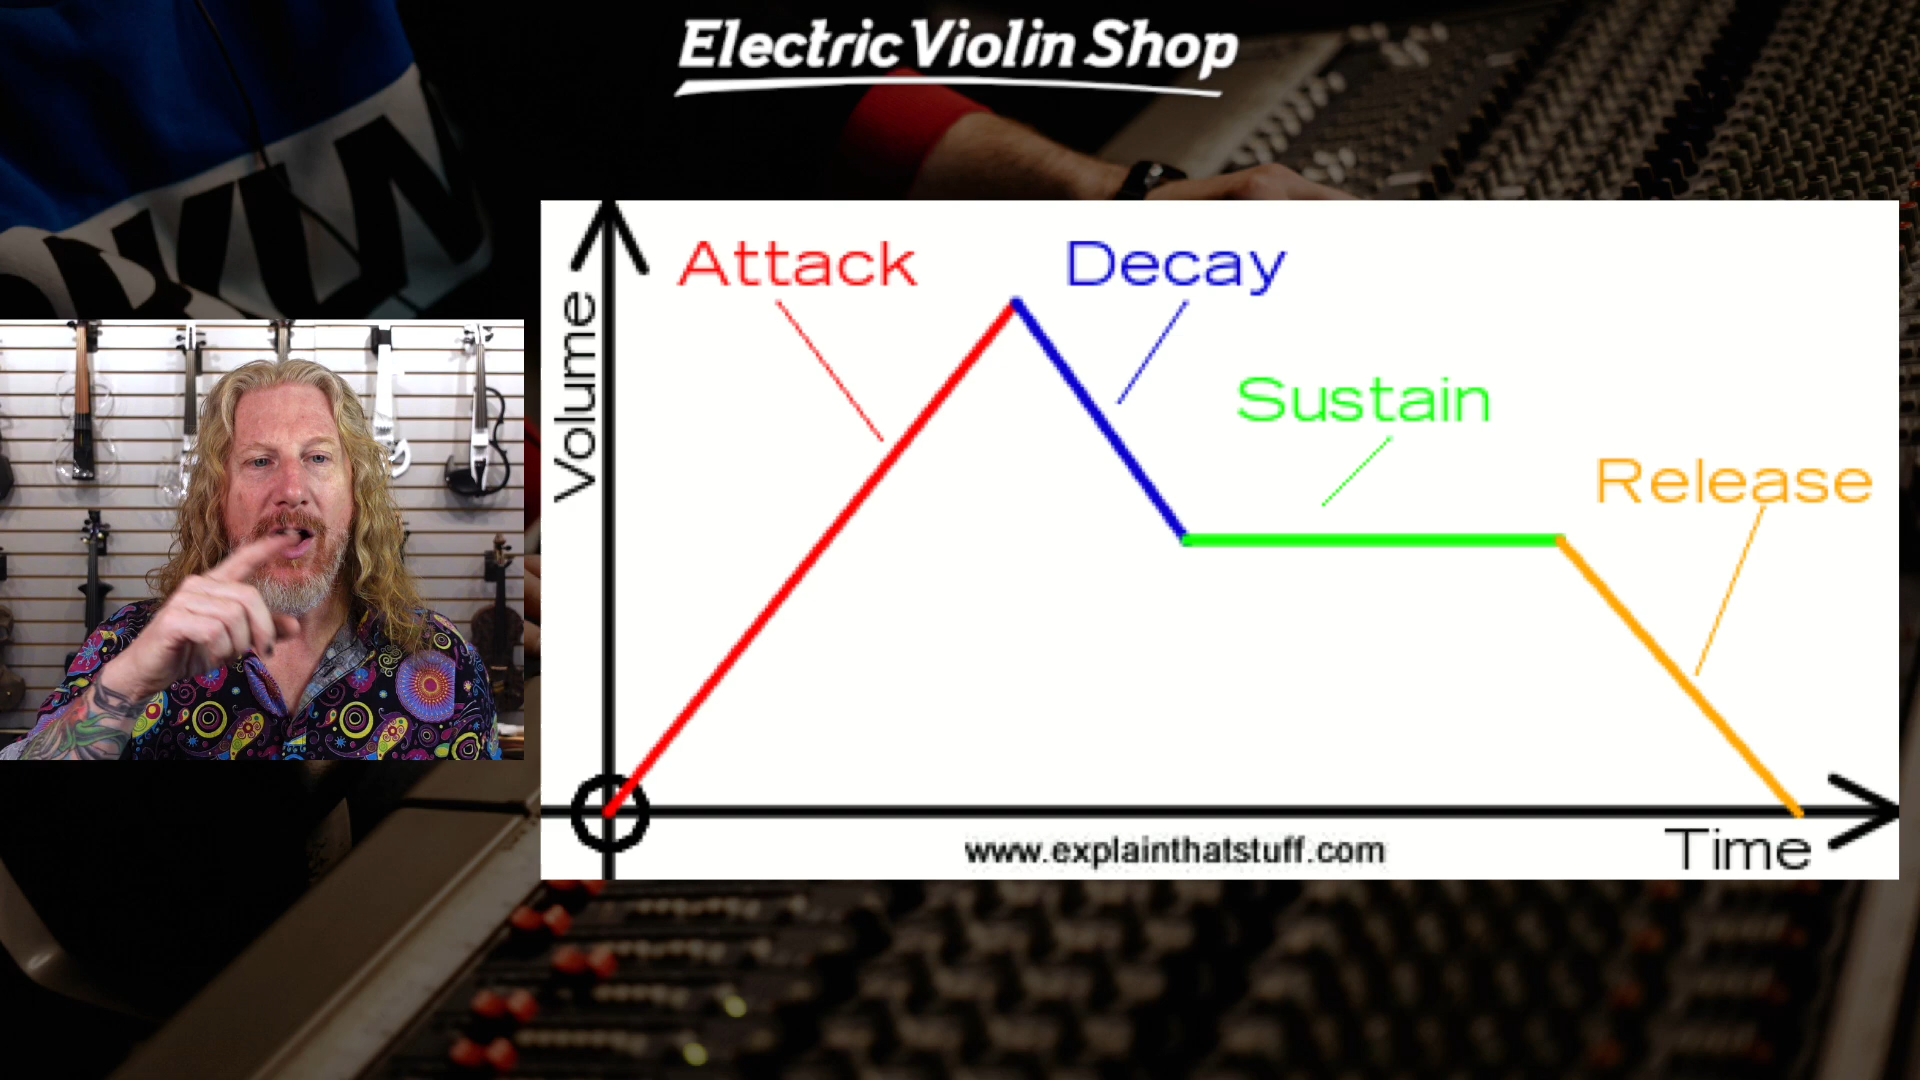 Electric Violin Shop
Attack
Decay
Volume
Sustain
Release
www.explainthatstuff.com
Time